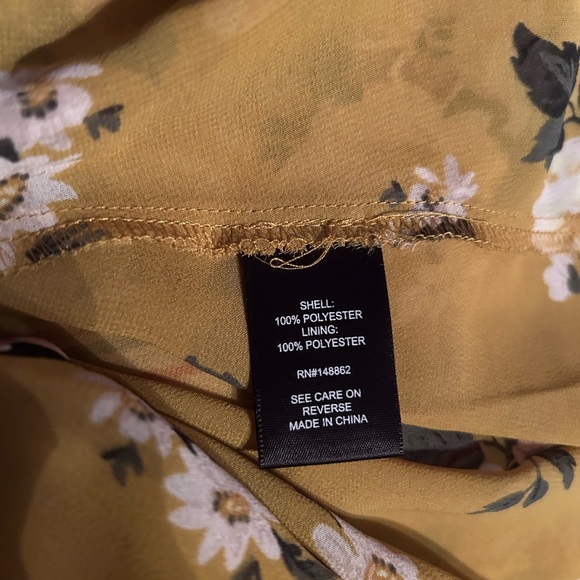 SHELL:
100% POLYESTER
LINING:
100% POLYESTER
RN#148862
SEE CARE ON
REVERSE
MADE IN CHINA